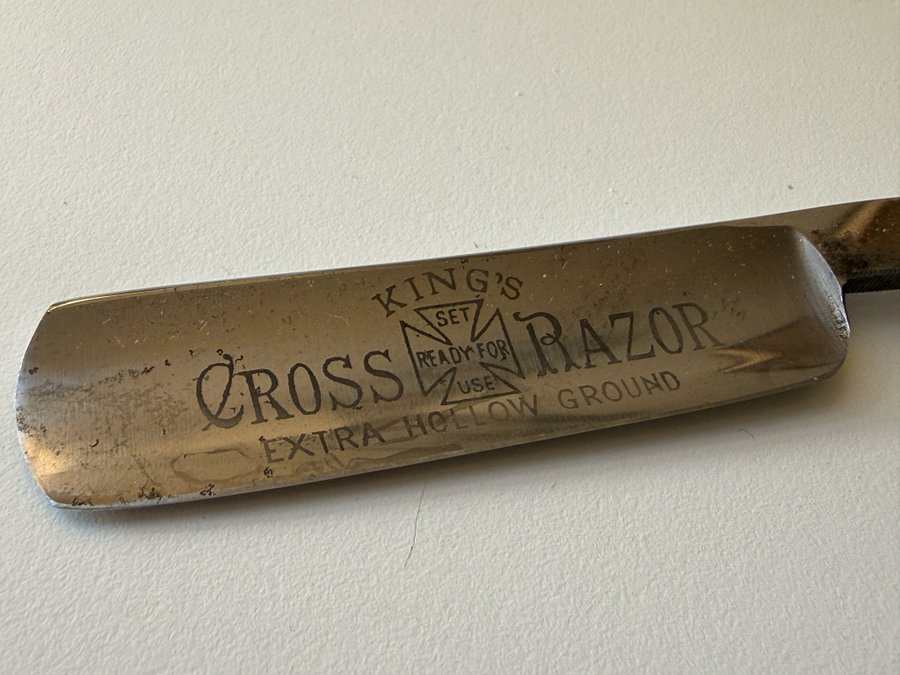 KING'S
CROSS RAZOR
SET
READY FOR
USE
EXTRA HOLLOW GROUND